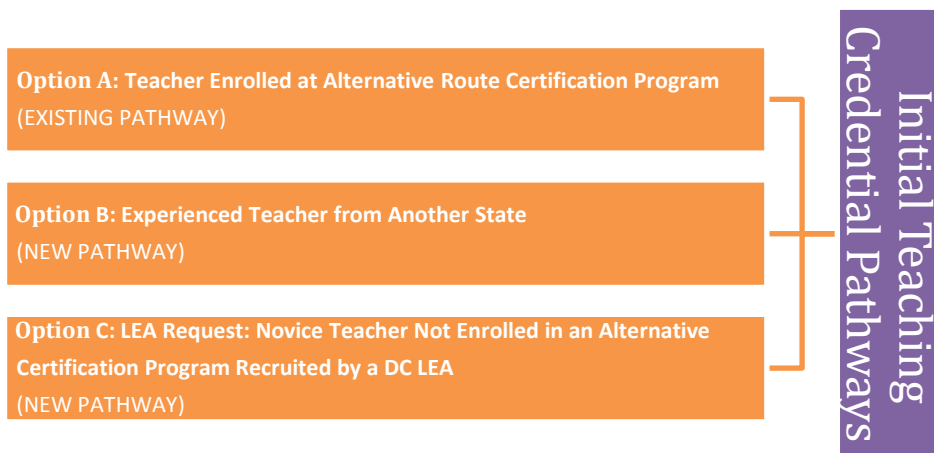 Option A: Teacher Enrolled at Alternative Route Certification Program
(EXISTING PATHWAY)
Option B: Experienced Teacher from Another State
(NEW PATHWAY)
Option C: LEA Request: Novice Teacher Not Enrolled in an Alternative
Certification Program Recruited by a DC LEA
(NEW PATHWAY)
Initial Teaching
Credential Pathways